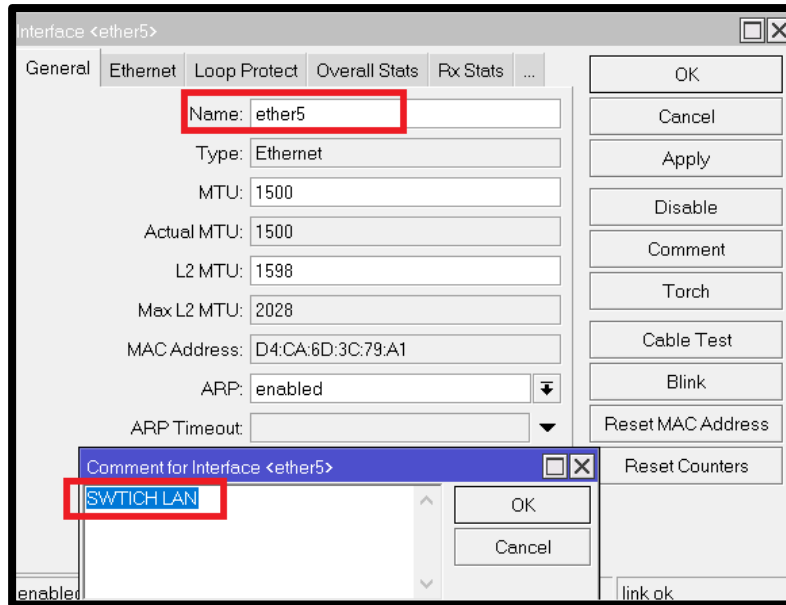 Interface <ether5>
General Ethernet Loop Protect Overall Stats Rx Stats ...
Name: ether5
Type: Ethernet
MTU: 1500
Actual MTU: 1500
L2 MTU: 1598
Max L2 MTU: 2028
MAC Address: D4:CA:6D:3C:79:A1
ARP: enabled
ARP Timeout:
OK
Cancel
Apply
Disable
Comment
Torch
Cable Test
Blink
Reset MAC Address
Reset Counters
Comment for Interface <ether5>
SWTICH LAN
OK
Cancel
enabled
link ok